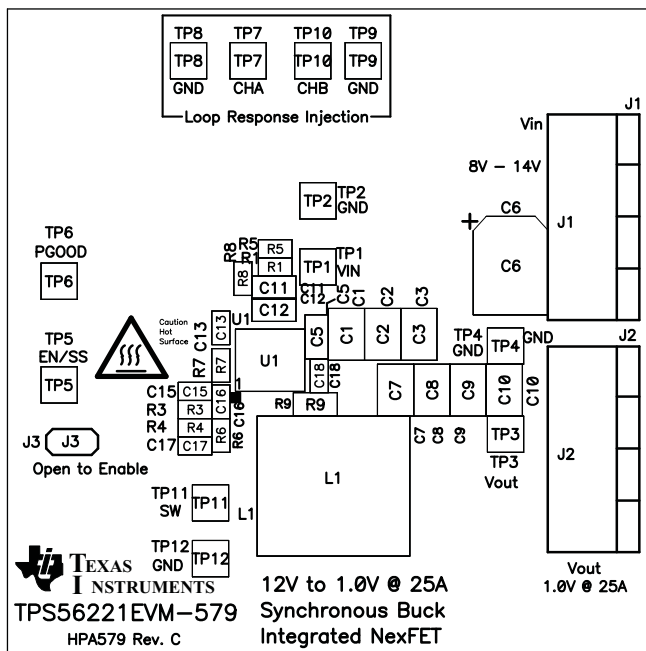 TP8 TP7 TP10 TP9
TP8 TP7 TP10 TP9
GND CHA CHB GND
Loop Response Injection
J1
Vin
8V - 14V
C6
+
C6
J1
TP2
TP2
GND
TP6
PGOOD
TP6
TP1
TP1
VIN
R5
R5
R1
R1
R8
R8
C11
C11
C12
C12
TP5
EN/SS
TP5
Caution
Hot
Surface
C13
C13
U1
U1
R7
R7
C5
C5
C1
C1
C2
C2
C3
C3
C18
C18
TP4
GND
TP4
GND
J2
J2
C15
C15
R3
R3
R4
R4
C17
C17
C16
C16
1
R6
R6
R9
R9
C7
C8
C9
C10
C10
C7
C8
C9
TP3
TP3
Vout
J3
J3
Open to Enable
L1
L1
TP11
SW
TP11
TP12
GND
TP12
TEXAS
INSTRUMENTS
TPS56221EVM-579
HPA579 Rev. C
12V to 1.0V @ 25A
Synchronous Buck
Integrated NexFET
Vout
1.0V @ 25A